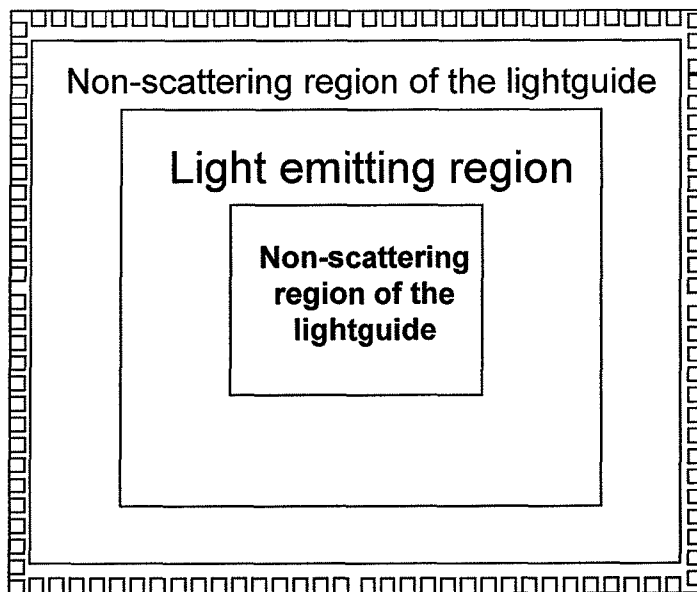 Non-scattering region of the lightguide
Light emitting region
Non-scattering
region of the
lightguide